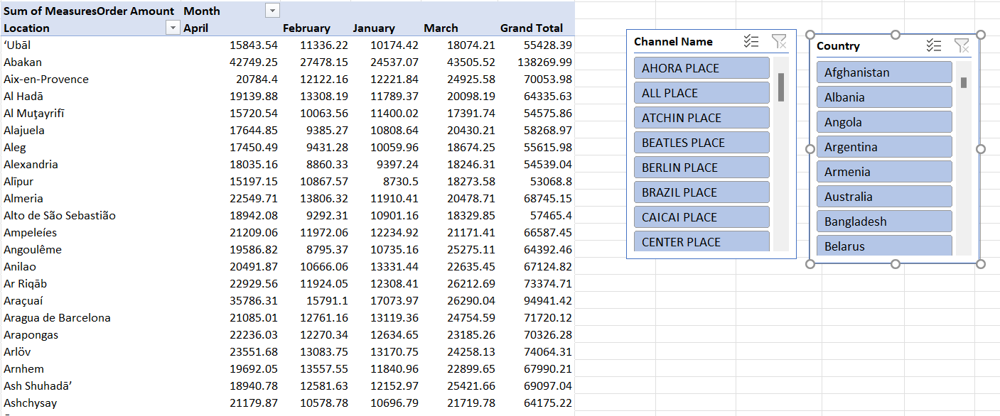 Sum of MeasuresOrder Amount Month
Location April February January March Grand Total
‘Ubāl 15843.54 11336.22 10174.42 18074.21 55428.39
Abakan 42749.25 27478.15 24537.07 43505.52 138269.99
Aix-en-Provence 20784.4 12122.16 12221.84 24925.58 70053.98
Al Hadā 19139.88 13308.19 11789.37 20098.19 64335.63
Al Muţayrifī 15720.54 10063.56 11400.02 17391.74 54575.86
Alajuela 17644.85 9385.27 10808.64 20430.21 58268.97
Aleg 17450.49 9431.28 10059.96 18674.25 55615.98
Alexandria 18035.16 8860.33 9397.24 18246.31 54539.04
Alīpur 15197.15 10867.57 8730.5 18273.58 53068.8
Almeria 22549.71 13806.32 11910.41 20478.71 68745.15
Alto de São Sebastião 18942.08 9292.31 10901.16 18329.85 57465.4
Ampeleíes 21209.06 11972.06 12234.92 21171.41 66587.45
Angoulême 19586.82 8795.37 10735.16 25275.11 64392.46
Anilao 20491.87 10666.06 13331.44 22635.45 67124.82
Ar Riqāb 22929.56 11924.05 12308.41 26212.69 73374.71
Araçuaí 35786.31 15791.1 17073.97 26290.04 94941.42
Aragua de Barcelona 21085.01 12761.16 13119.36 24754.59 71720.12
Arapongas 22236.03 12270.34 12634.65 23185.26 70326.28
Arlöv 23551.68 13083.75 13170.75 24258.13 74064.31
Arnhem 19692.05 13557.55 11840.96 22899.65 67990.21
Ash Shuhadā’ 18940.78 12581.63 12152.97 25421.66 69097.04
Ashchysay 21179.87 10578.78 10696.79 21719.78 64175.22
Channel Name
AHORA PLACE
ALL PLACE
ATCHIN PLACE
BEATLES PLACE
BERLIN PLACE
BRAZIL PLACE
CAICAI PLACE
CENTER PLACE
Country
Afghanistan
Albania
Angola
Argentina
Armenia
Australia
Bangladesh
Belarus